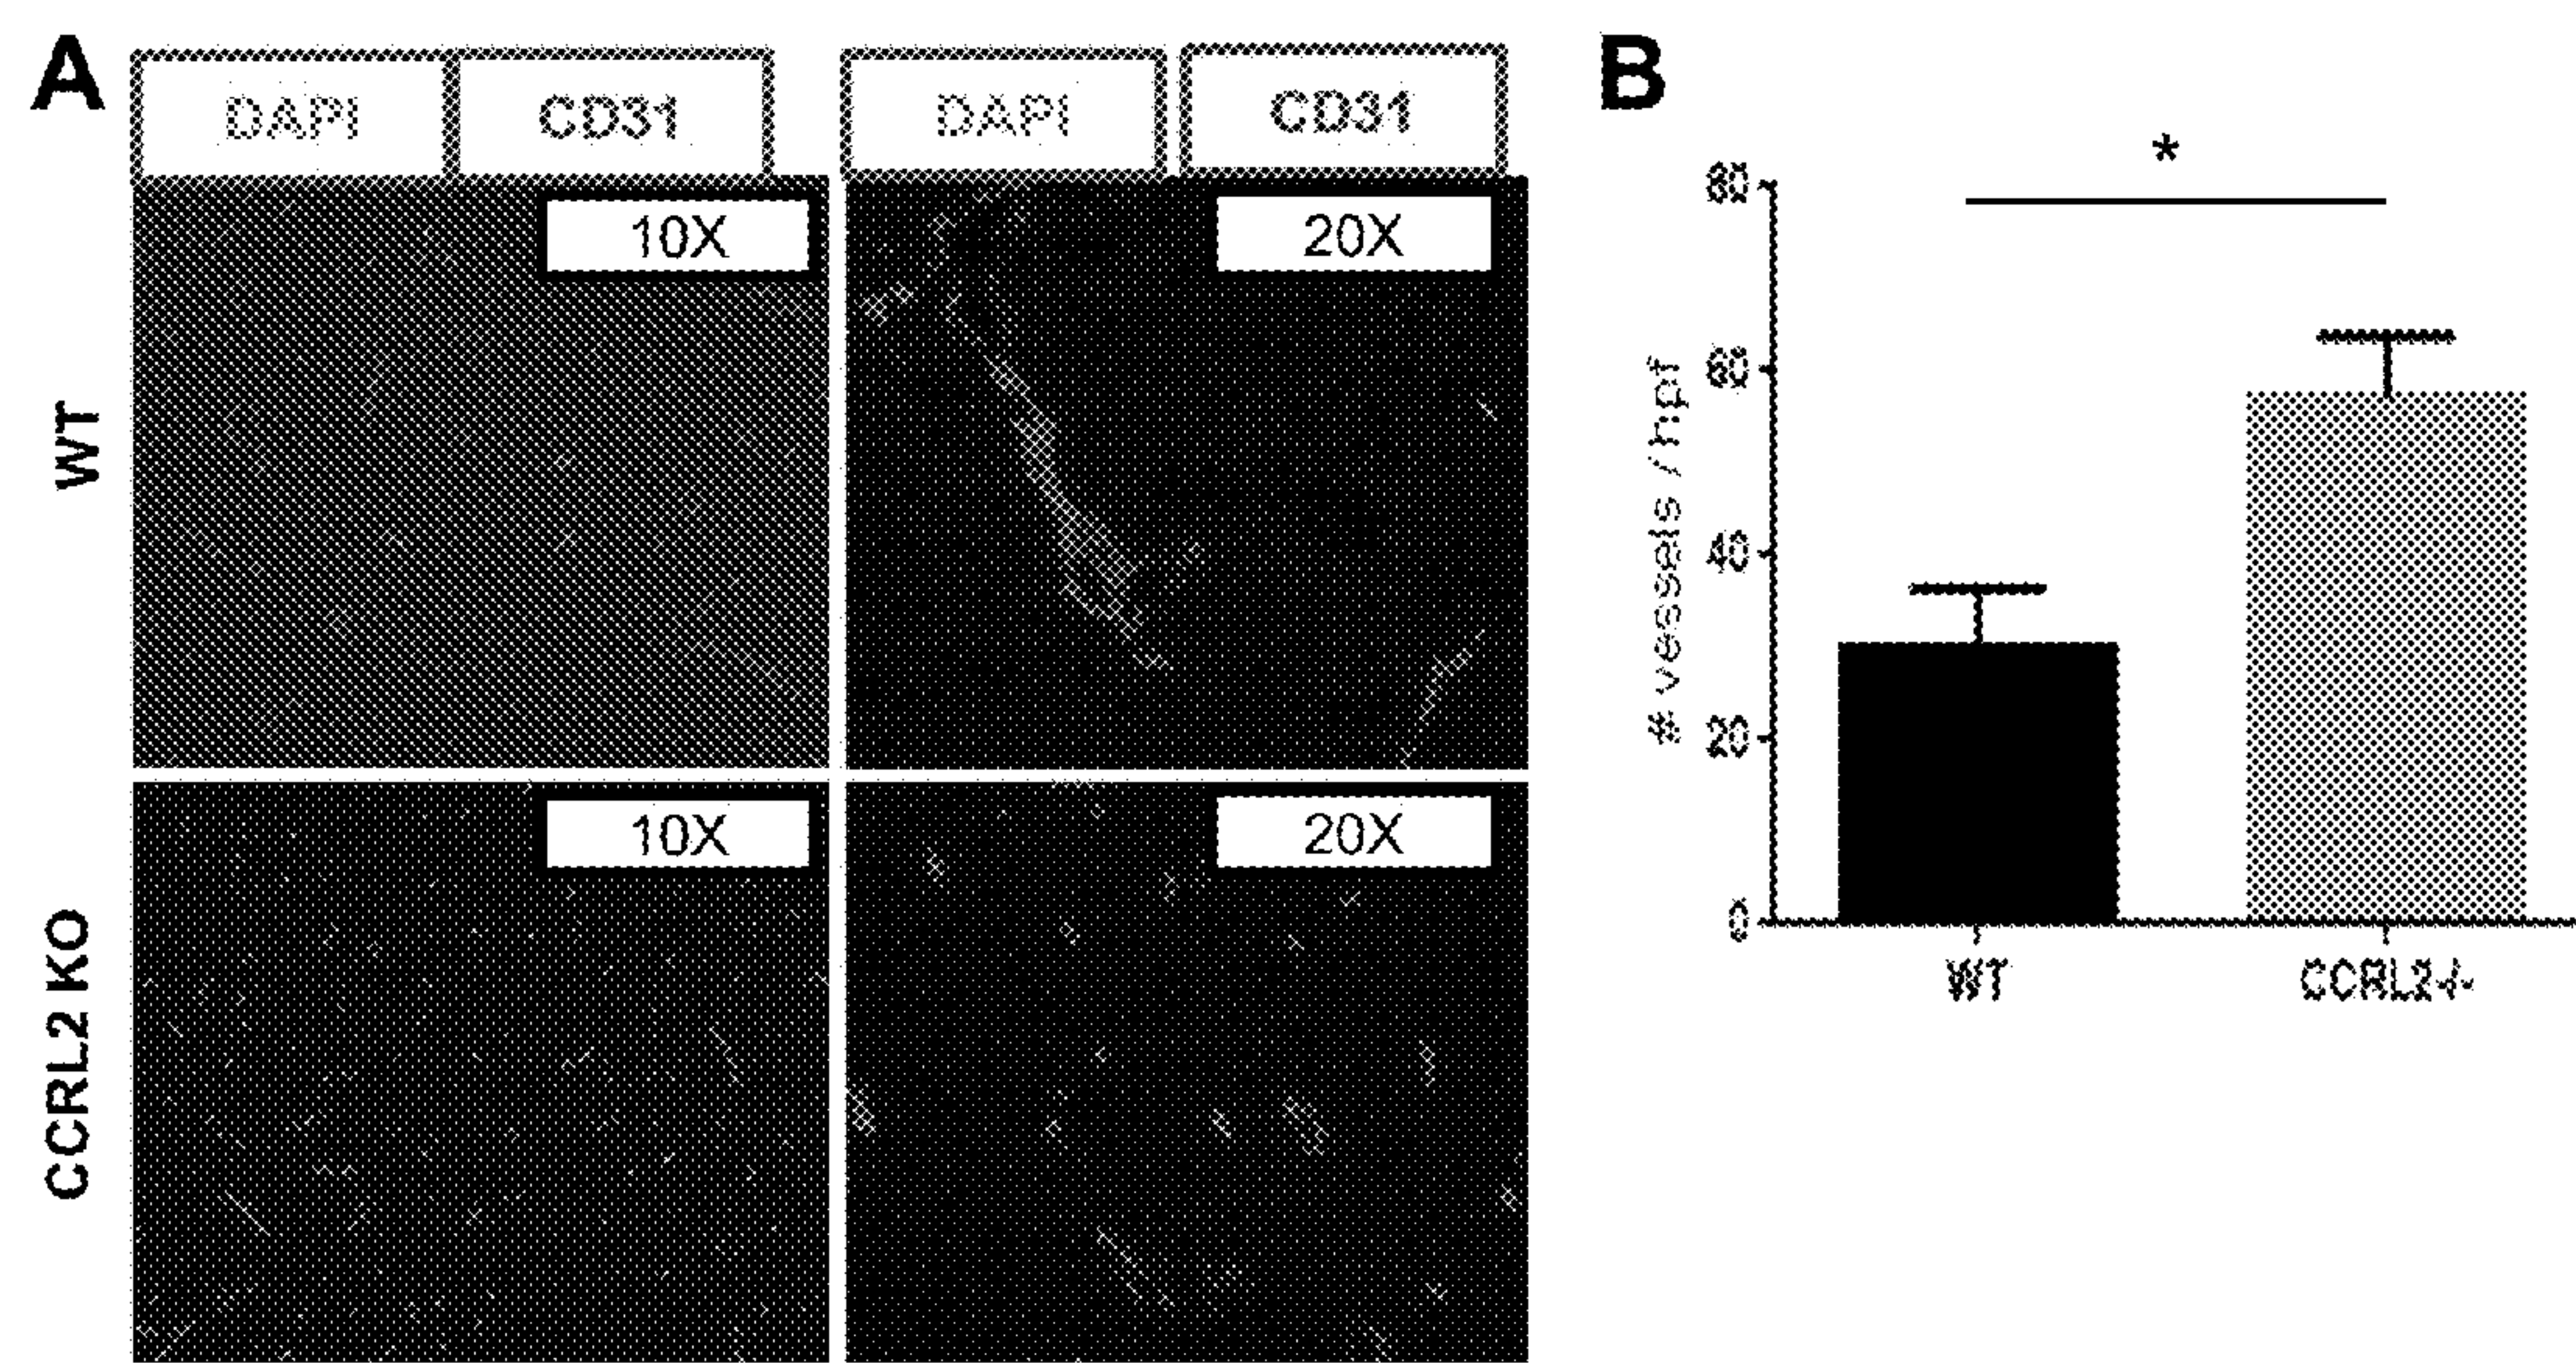 A
DAPI CD31 DAPI CD31
WT
10X 20X
CCRL2 KO
10X 20X
B
*
# vessels / hpf
80
60
40
20
0
WT CCRL2-/-